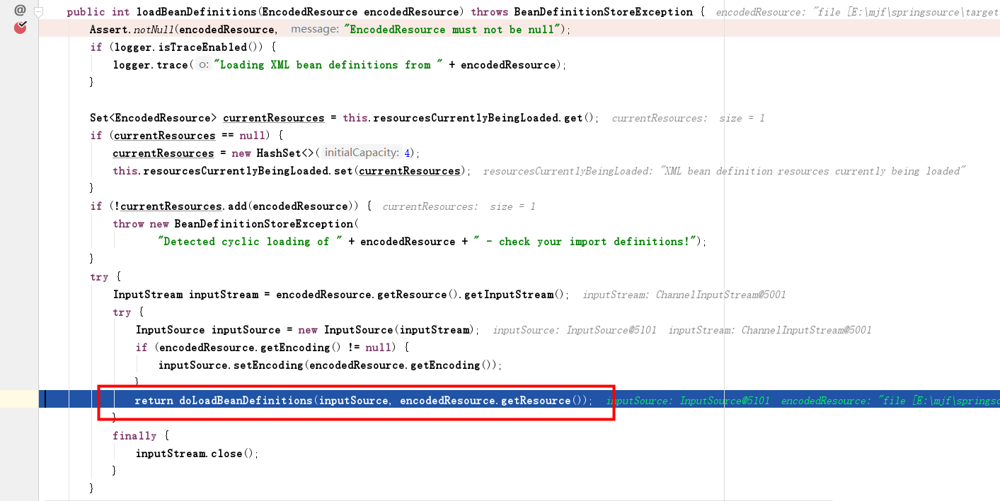 @ public int loadBeanDefinitions(EncodedResource encodedResource) throws BeanDefinitionStoreException { encodedResource: "file [E:\mjf\springsource\target
Assert.notNull(encodedResource, message: "EncodedResource must not be null");
if (logger.isTraceEnabled()) {
logger.trace( o: "Loading XML bean definitions from " + encodedResource);
}
Set<EncodedResource> currentResources = this.resourcesCurrentlyBeingLoaded.get(); currentResources: size = 1
if (currentResources == null) {
currentResources = new HashSet<>( initialCapacity: 4);
this.resourcesCurrentlyBeingLoaded.set(currentResources); resourcesCurrentlyBeingLoaded: "XML bean definition resources currently being loaded"
}
if (!currentResources.add(encodedResource)) { currentResources: size = 1
throw new BeanDefinitionStoreException(
"Detected cyclic loading of " + encodedResource + " - check your import definitions!");
}
try {
InputStream inputStream = encodedResource.getResource().getInputStream(); inputStream: ChannelInputStream@5001
try {
InputSource inputSource = new InputSource(inputStream); inputSource: InputSource@5101 inputStream: ChannelInputStream@5001
if (encodedResource.getEncoding() != null) {
inputSource.setEncoding(encodedResource.getEncoding());
}
return doLoadBeanDefinitions(inputSource, encodedResource.getResource()); inputSource: InputSource@5101 encodedResource: "file [E:\mjf\springso
}
finally {
inputStream.close();
}
}